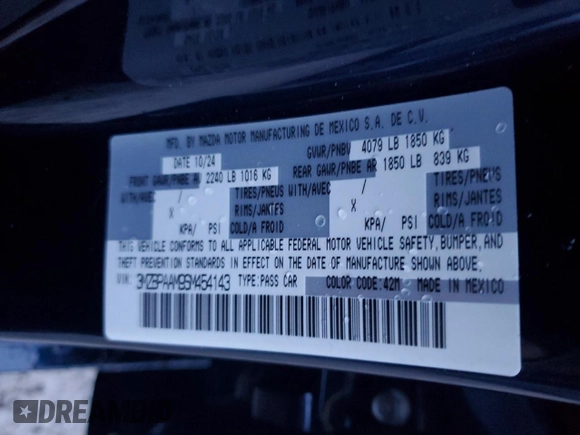 MFD. BY MAZDA MOTOR MANUFACTURING DE MEXICO S.A. DE C.V.
DATE 10/24 GVWR/PNBV 4079 LB 1850 KG
FRONT GAWR/PNBE AV 2240 LB 1016 KG REAR GAWR/PNBE AR 1850 LB 839 KG
WITH/AVEC / TIRES/PNEUS WITH/AVEC / TIRES/PNEUS
X RIMS/JANTES X RIMS/JANTES
KPA/ PSI COLD/A FROID KPA/ PSI COLD/A FROID
THIS VEHICLE CONFORMS TO ALL APPLICABLE FEDERAL MOTOR VEHICLE SAFETY, BUMPER, AND
THEFT PREVENTION STANDARDS IN EFFECT ON THE DATE OF MANUFACTURE SHOWN ABOVE.
VIN: TYPE:PASS CAR COLOR CODE:42M MADE IN MEXICO
DREAMBID